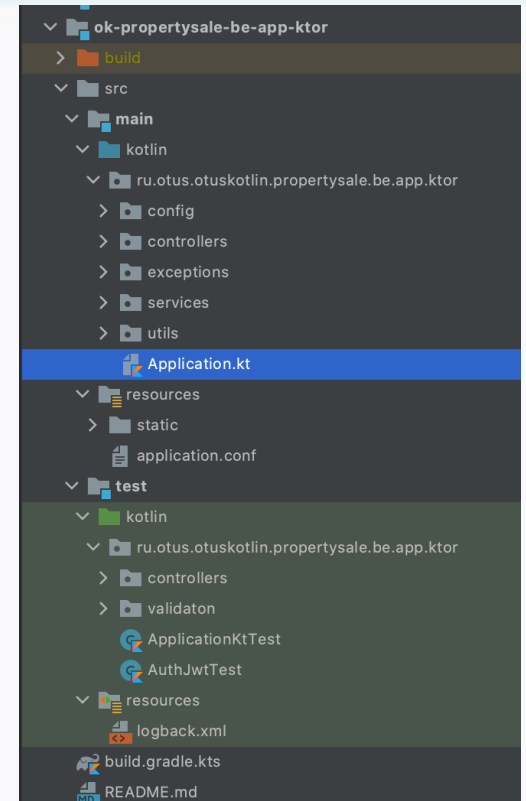 ok-propertysale-be-app-ktor
build
src
main
kotlin
ru.otus.otuskotlin.propertysale.be.app.ktor
config
controllers
exceptions
services
utils
Application.kt
resources
static
application.conf
test
kotlin
ru.otus.otuskotlin.propertysale.be.app.ktor
controllers
validaton
ApplicationKtTest
AuthJwtTest
resources
logback.xml
build.gradle.kts
README.md